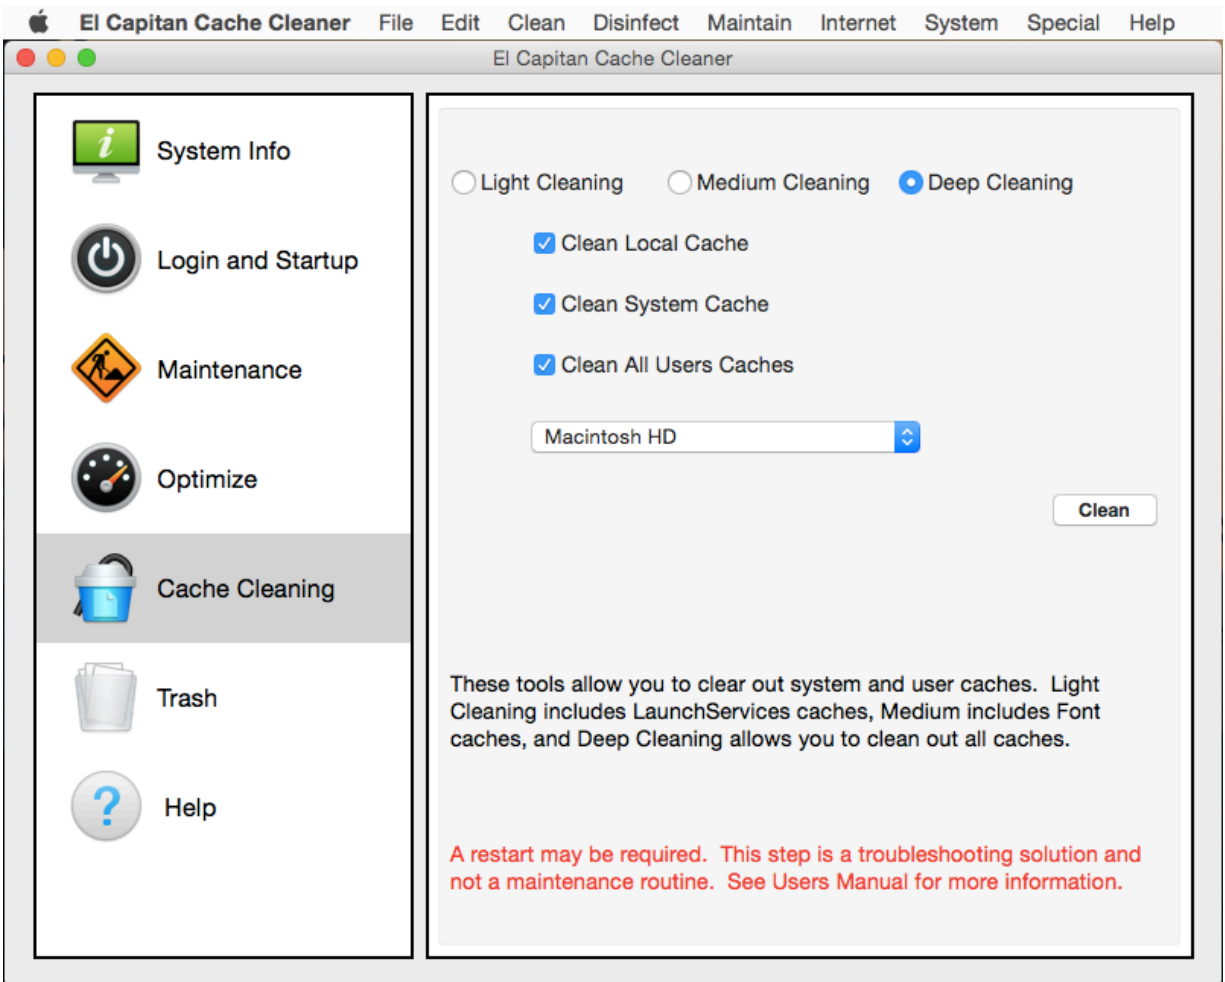 El Capitan Cache Cleaner File Edit Clean Disinfect Maintain Internet System Special Help
El Capitan Cache Cleaner
System Info
Login and Startup
Maintenance
Optimize
Cache Cleaning
Trash
? Help
Light Cleaning Medium Cleaning Deep Cleaning
Clean Local Cache
Clean System Cache
Clean All Users Caches
Macintosh HD
Clean
These tools allow you to clear out system and user caches.  Light
Cleaning includes LaunchServices caches, Medium includes Font
caches, and Deep Cleaning allows you to clean out all caches.
A restart may be required.  This step is a troubleshooting solution and
not a maintenance routine.  See Users Manual for more information.